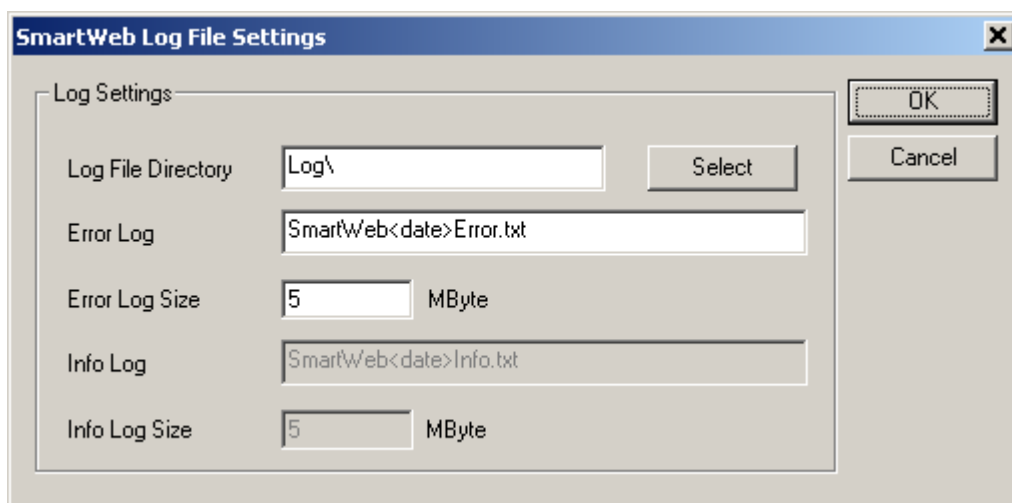 SmartWeb Log File Settings
Log Settings
OK
Log File Directory Log\ Select
Cancel
Error Log SmartWeb<date>Error.txt
Error Log Size 5 MByte
Info Log SmartWeb<date>Info.txt
Info Log Size 5 MByte